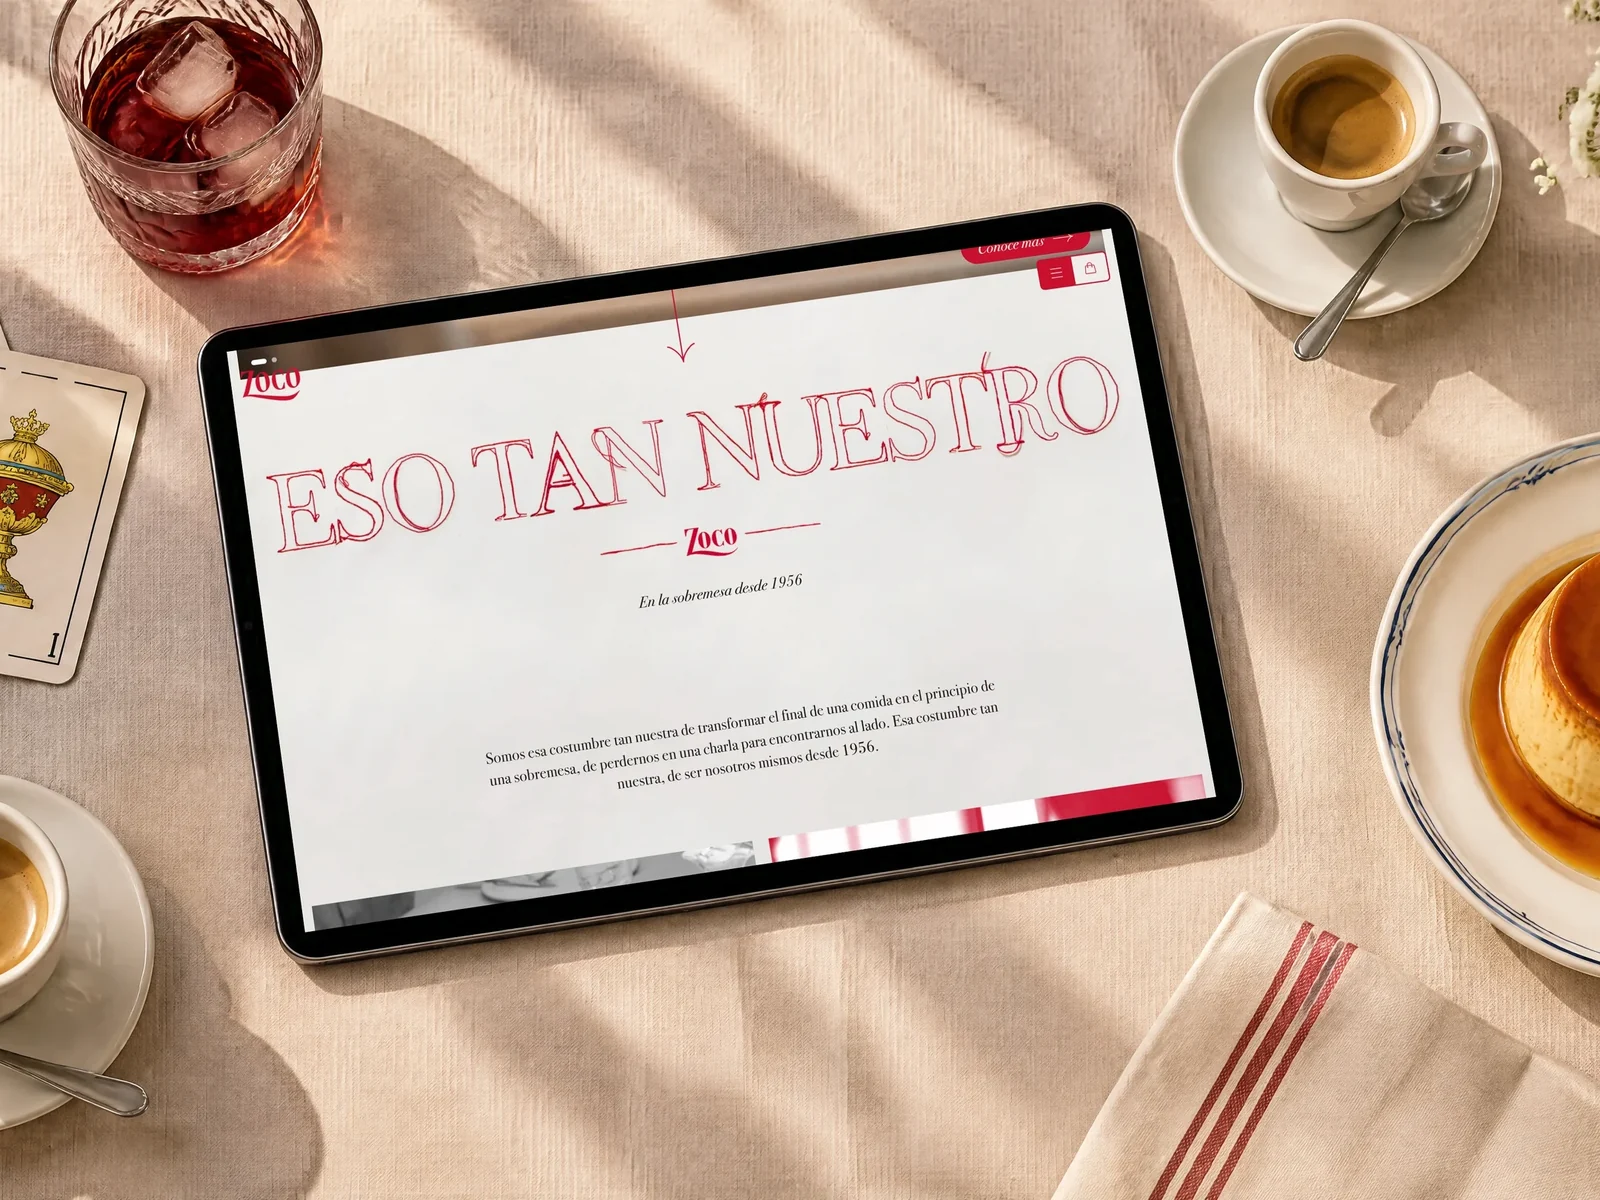 Conoce más
Zoco
ESO TAN NUESTRO
Zoco
En la sobremesa desde 1956
Somos esa costumbre tan nuestra de transformar el final de una comida en el principio de
una sobremesa, de perdernos en una charla para encontrarnos al lado. Esa costumbre tan
nuestra, de ser nosotros mismos desde 1956.
1